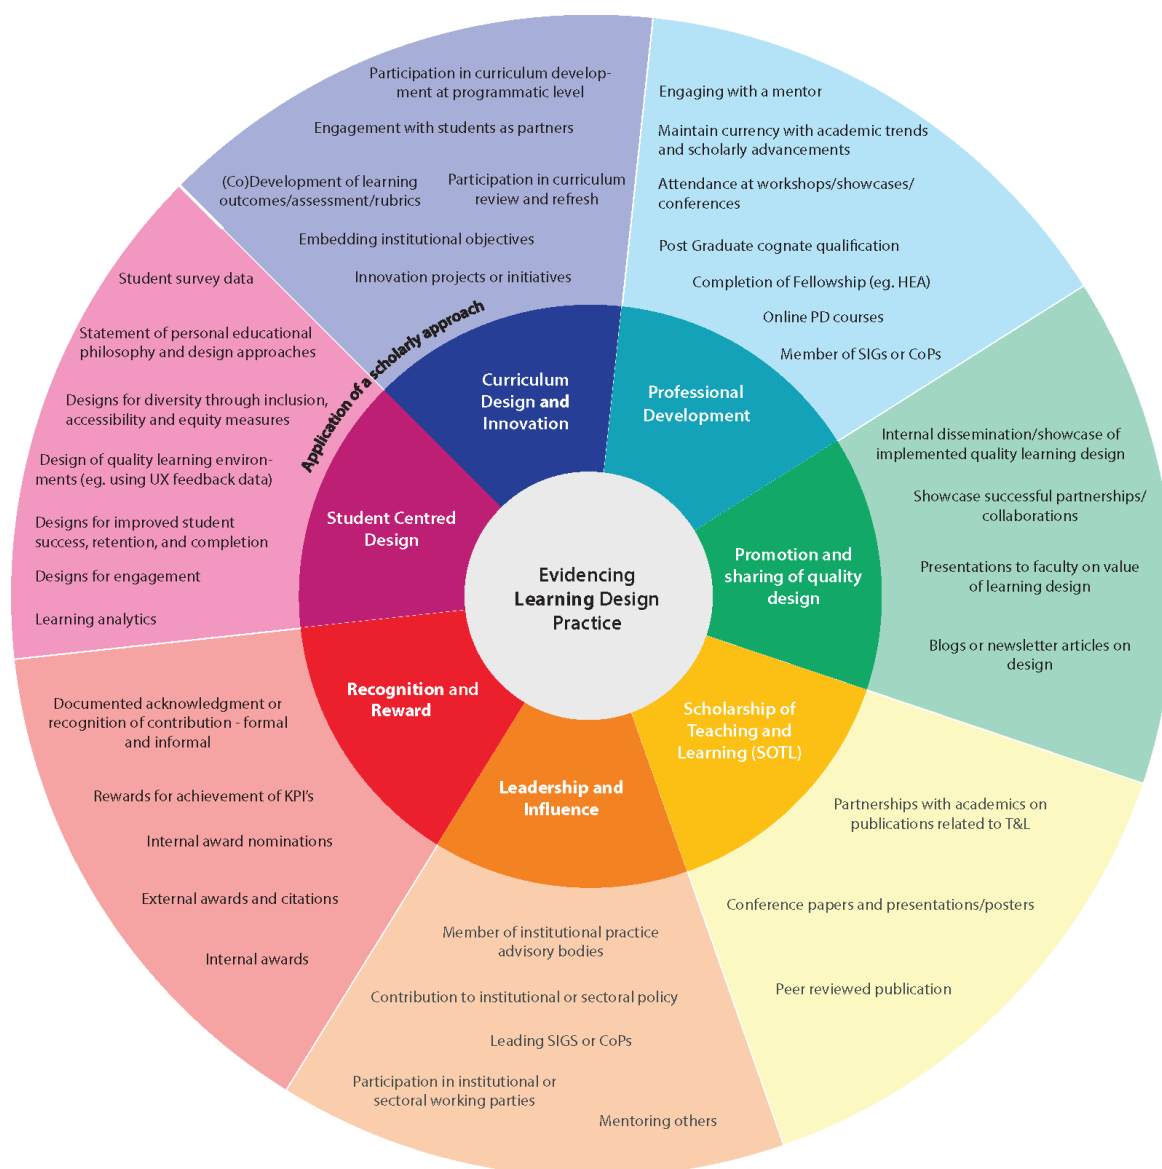 Evidencing
Learning Design
Practice
Curriculum
Design and
Innovation
Participation in curriculum develop-
ment at programmatic level
Engagement with students as partners
(Co)Development of learning
outcomes/assessment/rubrics
Participation in curriculum
review and refresh
Embedding institutional objectives
Innovation projects or initiatives
Application of a scholarly approach
Professional
Development
Engaging with a mentor
Maintain currency with academic trends
and scholarly advancements
Attendance at workshops/showcases/
conferences
Post Graduate cognate qualification
Completion of Fellowship (eg. HEA)
Online PD courses
Member of SIGs or CoPs
Promotion and
sharing of quality
design
Internal dissemination/showcase of
implemented quality learning design
Showcase successful partnerships/
collaborations
Presentations to faculty on value
of learning design
Blogs or newsletter articles on
design
Scholarship of
Teaching and
Learning (SOTL)
Partnerships with academics on
publications related to T&L
Conference papers and presentations/posters
Peer reviewed publication
Leadership and
Influence
Member of institutional practice
advisory bodies
Contribution to institutional or sectoral policy
Leading SIGS or CoPs
Participation in institutional or
sectoral working parties
Mentoring others
Recognition and
Reward
Documented acknowledgment or
recognition of contribution - formal
and informal
Rewards for achievement of KPI's
Internal award nominations
External awards and citations
Internal awards
Student Centred
Design
Student survey data
Statement of personal educational
philosophy and design approaches
Designs for diversity through inclusion,
accessibility and equity measures
Design of quality learning environ-
ments (eg. using UX feedback data)
Designs for improved student
success, retention, and completion
Designs for engagement
Learning analytics